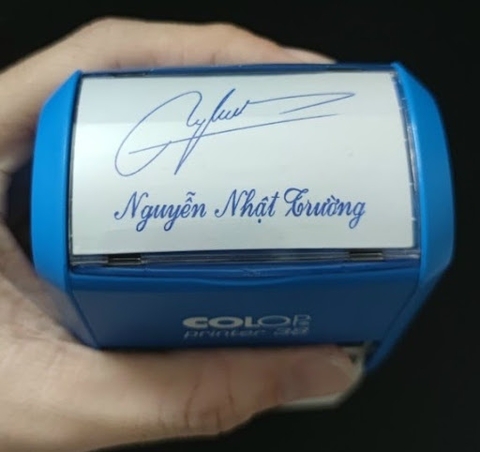 Nguyễn Nhật Trường
COLOP
printer 38